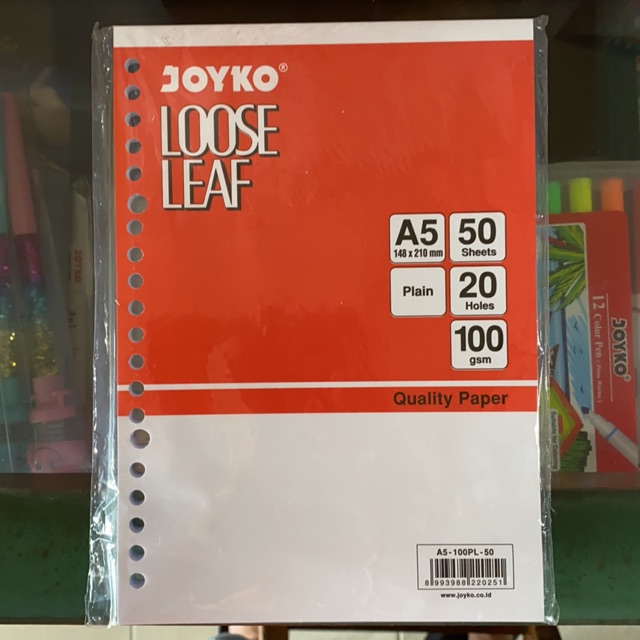 JOYKO®
LOOSE
LEAF
A5
148 x 210 mm
50
Sheets
Plain
20
Holes
100
gsm
Quality Paper
A5-100PL-50
8 993988 220251
www.joyko.co.id
JOYKO
12 Color Pen
JOYKO